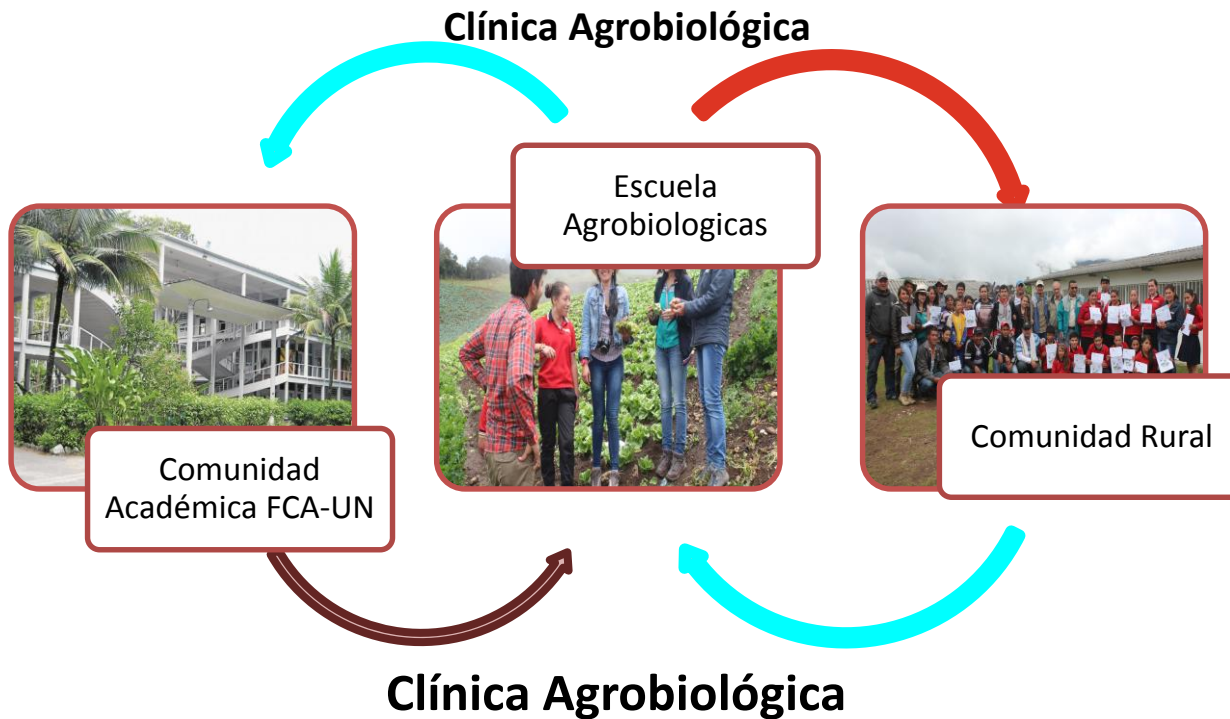 Clínica Agrobiológica
Escuela
Agrobiologicas
Comunidad
Académica FCA-UN
Comunidad Rural
Clínica Agrobiológica